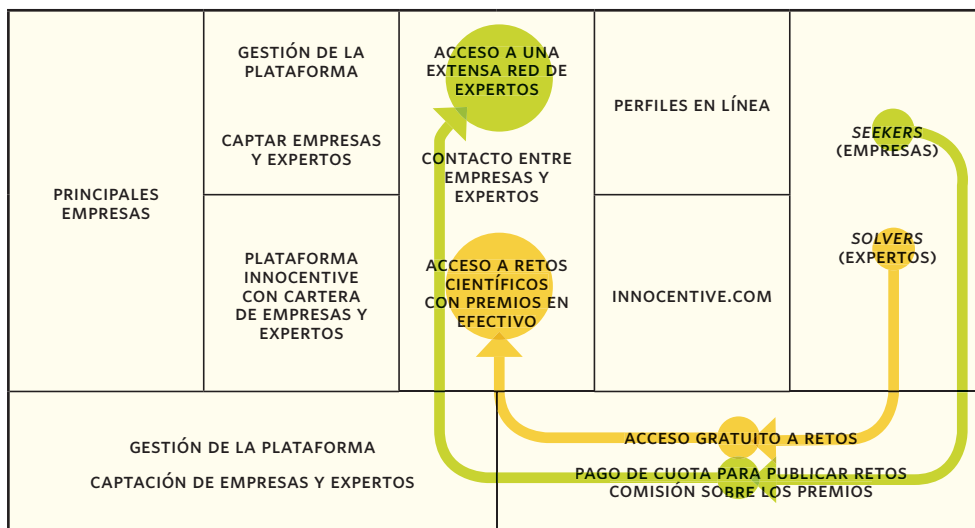 PRINCIPALES
EMPRESAS
GESTIÓN DE LA
PLATAFORMA
CAPTAR EMPRESAS
Y EXPERTOS
PLATAFORMA
INNOCENTIVE
CON CARTERA
DE EMPRESAS Y
EXPERTOS
ACCESO A UNA
EXTENSA RED DE
EXPERTOS
CONTACTO ENTRE
EMPRESAS Y
EXPERTOS
ACCESO A RETOS
CIENTÍFICOS
CON PREMIOS EN
EFECTIVO
PERFILES EN LÍNEA
INNOCENTIVE.COM
SEEKERS
(EMPRESAS)
SOLVERS
(EXPERTOS)
GESTIÓN DE LA PLATAFORMA
CAPTACIÓN DE EMPRESAS Y EXPERTOS
ACCESO GRATUITO A RETOS
PAGO DE CUOTA PARA PUBLICAR RETOS
COMISIÓN SOBRE LOS PREMIOS